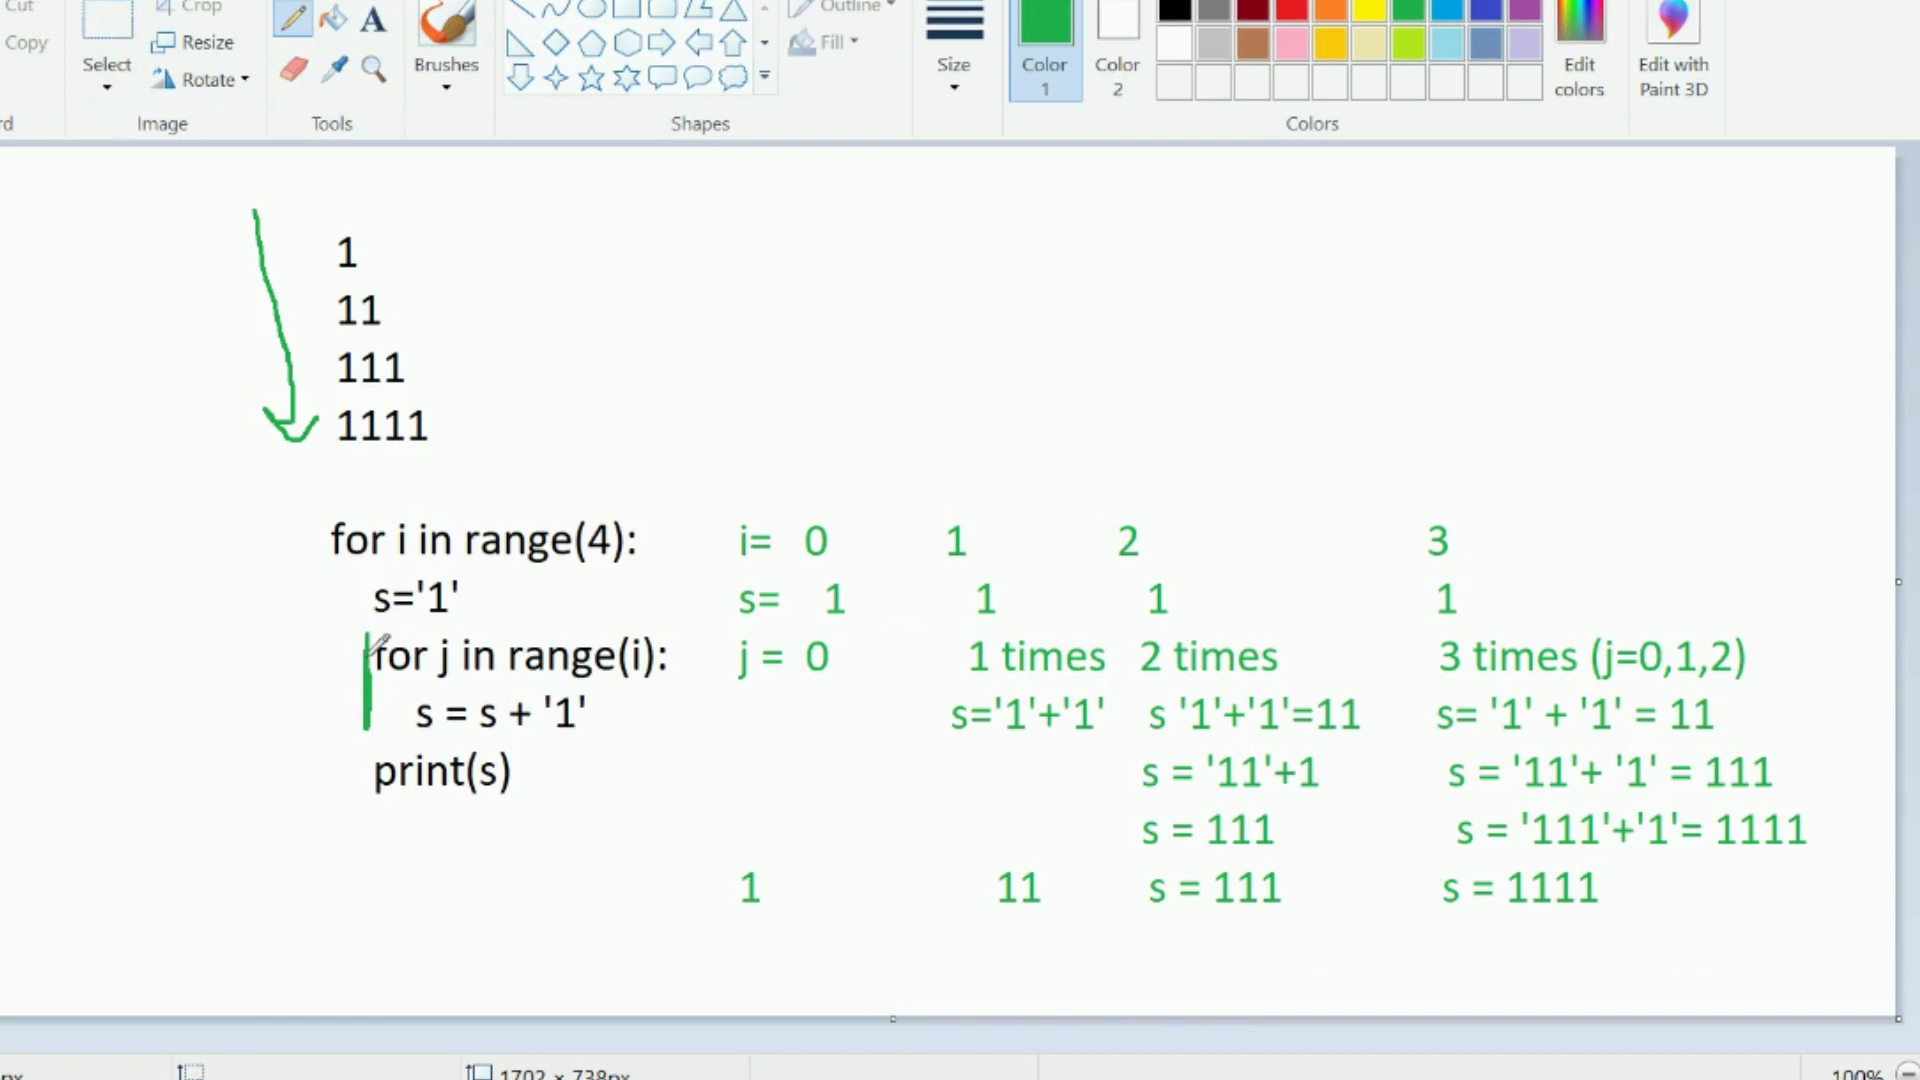 Cut
Crop
Outline
Copy
Resize
Fill
Select
Rotate
Brushes
Size
Color
1
Color
2
Edit
colors
Edit with
Paint 3D
Image
Tools
Shapes
Colors
1
11
111
1111
for i in range(4): i= 0 1 2 3
s='1' s= 1 1 1 1
for j in range(i): j = 0 1 times 2 times 3 times (j=0,1,2)
s = s + '1' s='1'+'1' s '1'+'1'=11 s= '1' + '1' = 11
print(s) s = '11'+1 s = '11'+ '1' = 111
s = 111 s = '111'+'1'= 1111
1 11 s = 111 s = 1111
px 1702 × 738px 100%